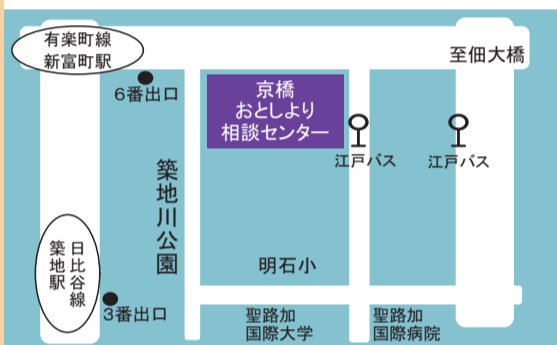 有楽町線
新富町駅
至佃大橋
6番出口
京橋
おとしより
相談センター
江戸バス
江戸バス
築地川公園
日比谷線
築地駅
明石小
3番出口
聖路加
国際大学
聖路加
国際病院